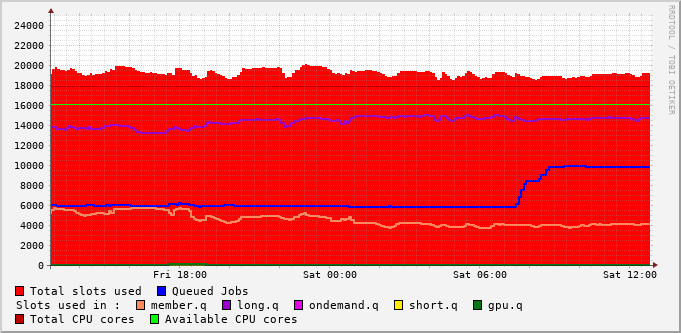 RRDTOOL / TOBI OETIKER
24000
22000
20000
18000
16000
14000
12000
10000
8000
6000
4000
2000
0
Fri 18:00 Sat 00:00 Sat 06:00 Sat 12:00
Total slots used Queued Jobs
Slots used in : member.q long.q ondemand.q short.q gpu.q
Total CPU cores Available CPU cores